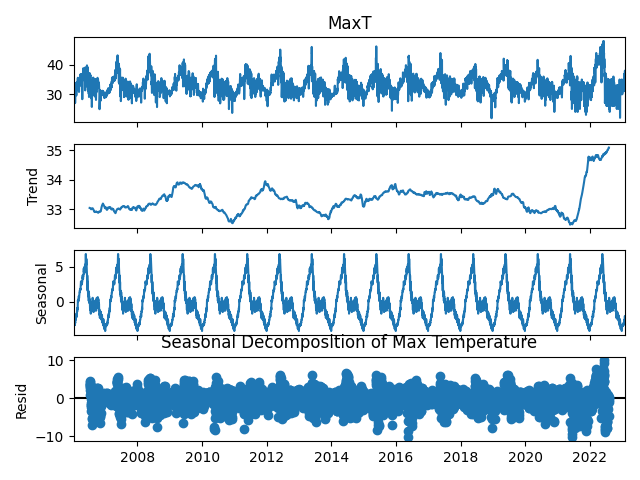 MaxT
40
30
Trend
35
34
33
Seasonal
5
0
Seasonal Decomposition of Max Temperature
Resid
10
0
−10
2008 2010 2012 2014 2016 2018 2020 2022